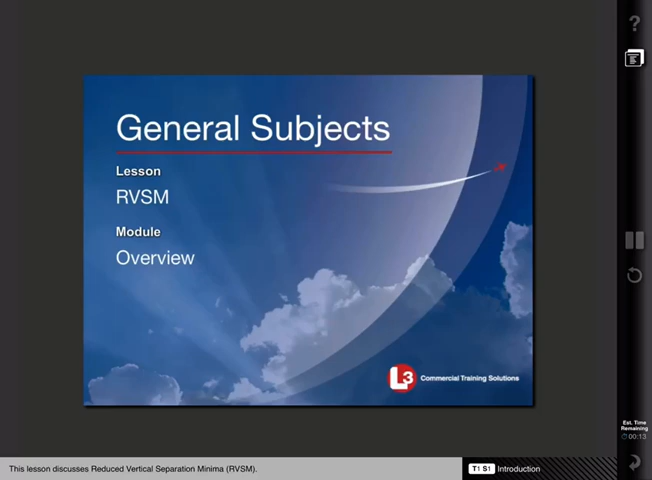 General Subjects
Lesson
RVSM
Module
Overview
L3 Commercial Training Solutions
?
Est. Time
Remaining
00:13
This lesson discusses Reduced Vertical Separation Minima (RVSM).
T1 S1 Introduction